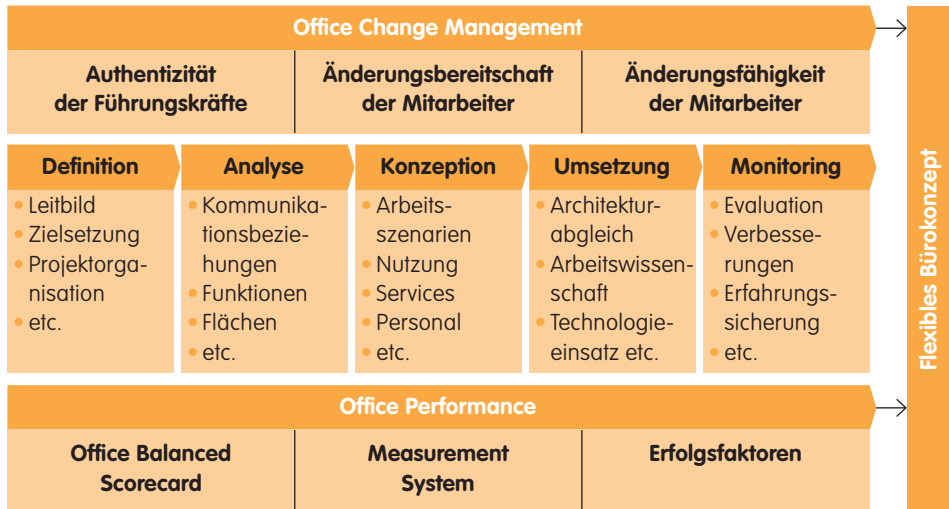 Office Change Management
Authentizität
der Führungskräfte
Änderungsbereitschaft
der Mitarbeiter
Änderungsfähigkeit
der Mitarbeiter
Definition
• Leitbild
• Zielsetzung
• Projektorga-
nisation
• etc.
Analyse
• Kommunika-
tionsbezie-
hungen
• Funktionen
• Flächen
• etc.
Konzeption
• Arbeits-
szenarien
• Nutzung
• Services
• Personal
• etc.
Umsetzung
• Architektur-
abgleich
• Arbeitswissen-
schaft
• Technologie-
einsatz etc.
Monitoring
• Evaluation
• Verbesse-
rungen
• Erfahrungs-
sicherung
• etc.
Office Performance
Office Balanced
Scorecard
Measurement
System
Erfolgsfaktoren
Flexibles Bürokonzept